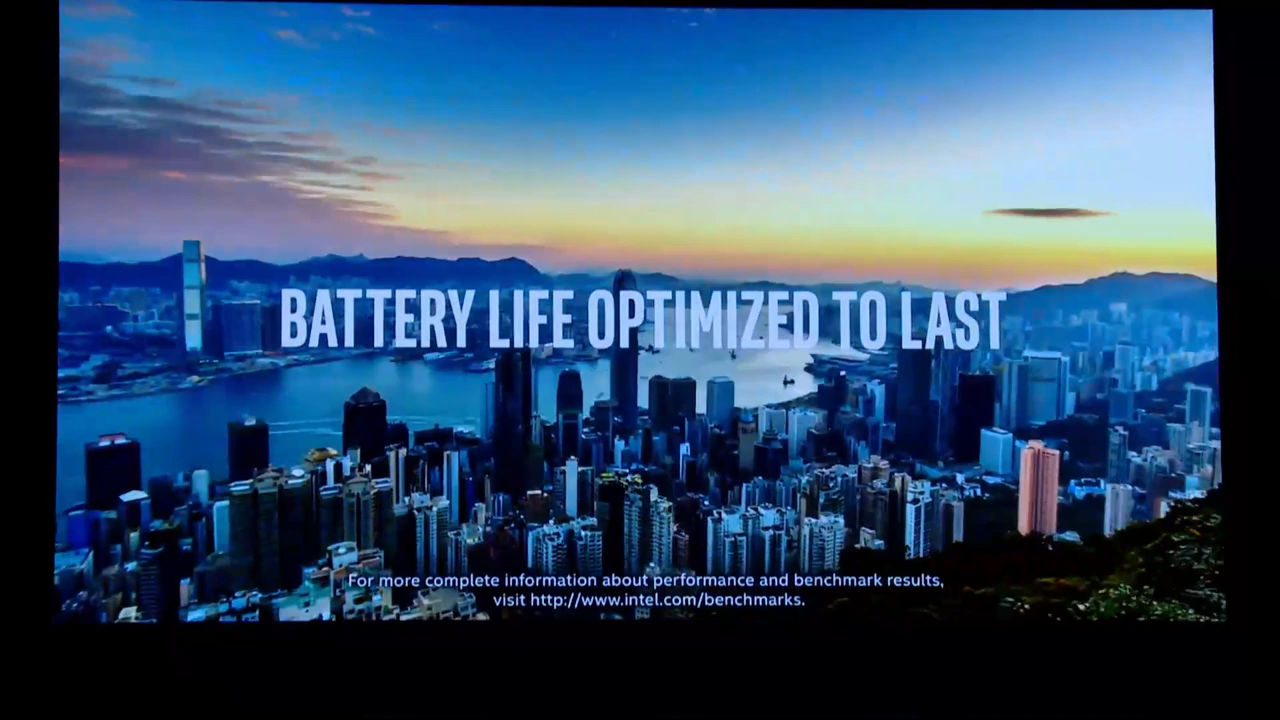 BATTERY LIFE OPTIMIZED TO LAST
For more complete information about performance and benchmark results,
visit http://www.intel.com/benchmarks.